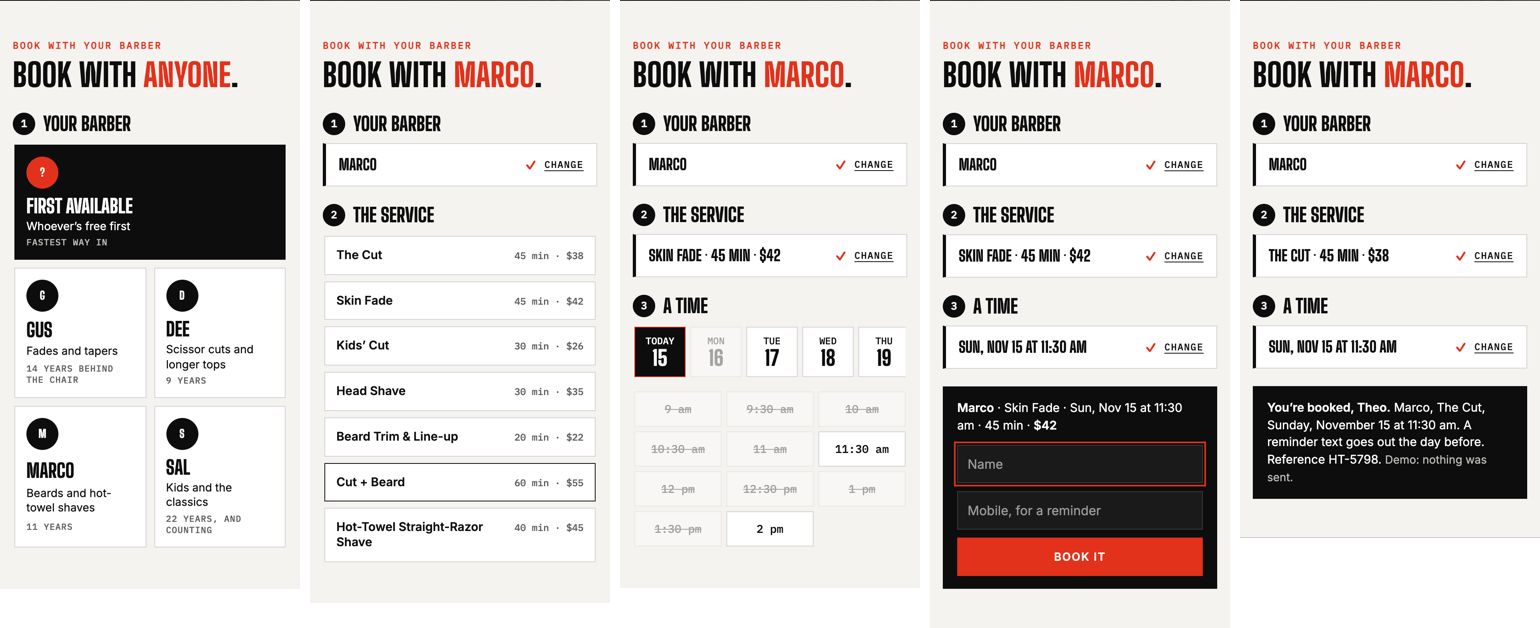 BOOK WITH YOUR BARBER
BOOK WITH ANYONE.
1 YOUR BARBER
?
FIRST AVAILABLE
Whoever’s free first
FASTEST WAY IN
G
GUS
Fades and tapers
14 YEARS BEHIND
THE CHAIR
D
DEE
Scissor cuts and
longer tops
9 YEARS
M
MARCO
Beards and hot-
towel shaves
11 YEARS
S
SAL
Kids and the
classics
22 YEARS, AND
COUNTING
BOOK WITH YOUR BARBER
BOOK WITH MARCO.
1 YOUR BARBER
MARCO CHANGE
2 THE SERVICE
The Cut 45 min · $38
Skin Fade 45 min · $42
Kids’ Cut 30 min · $26
Head Shave 30 min · $35
Beard Trim & Line-up 20 min · $22
Cut + Beard 60 min · $55
Hot-Towel Straight-Razor 40 min · $45
Shave
BOOK WITH YOUR BARBER
BOOK WITH MARCO.
1 YOUR BARBER
MARCO CHANGE
2 THE SERVICE
SKIN FADE · 45 MIN · $42 CHANGE
3 A TIME
TODAY MON TUE WED THU
15 16 17 18 19
9 am 9:30 am 10 am
10:30 am 11 am 11:30 am
12 pm 12:30 pm 1 pm
1:30 pm 2 pm
BOOK WITH YOUR BARBER
BOOK WITH MARCO.
1 YOUR BARBER
MARCO CHANGE
2 THE SERVICE
SKIN FADE · 45 MIN · $42 CHANGE
3 A TIME
SUN, NOV 15 AT 11:30 AM CHANGE
Marco · Skin Fade · Sun, Nov 15 at 11:30
am · 45 min · $42
Name
Mobile, for a reminder
BOOK IT
BOOK WITH YOUR BARBER
BOOK WITH MARCO.
1 YOUR BARBER
MARCO CHANGE
2 THE SERVICE
THE CUT · 45 MIN · $38 CHANGE
3 A TIME
SUN, NOV 15 AT 11:30 AM CHANGE
You’re booked, Theo. Marco, The Cut,
Sunday, November 15 at 11:30 am. A
reminder text goes out the day before.
Reference HT-5798. Demo: nothing was
sent.